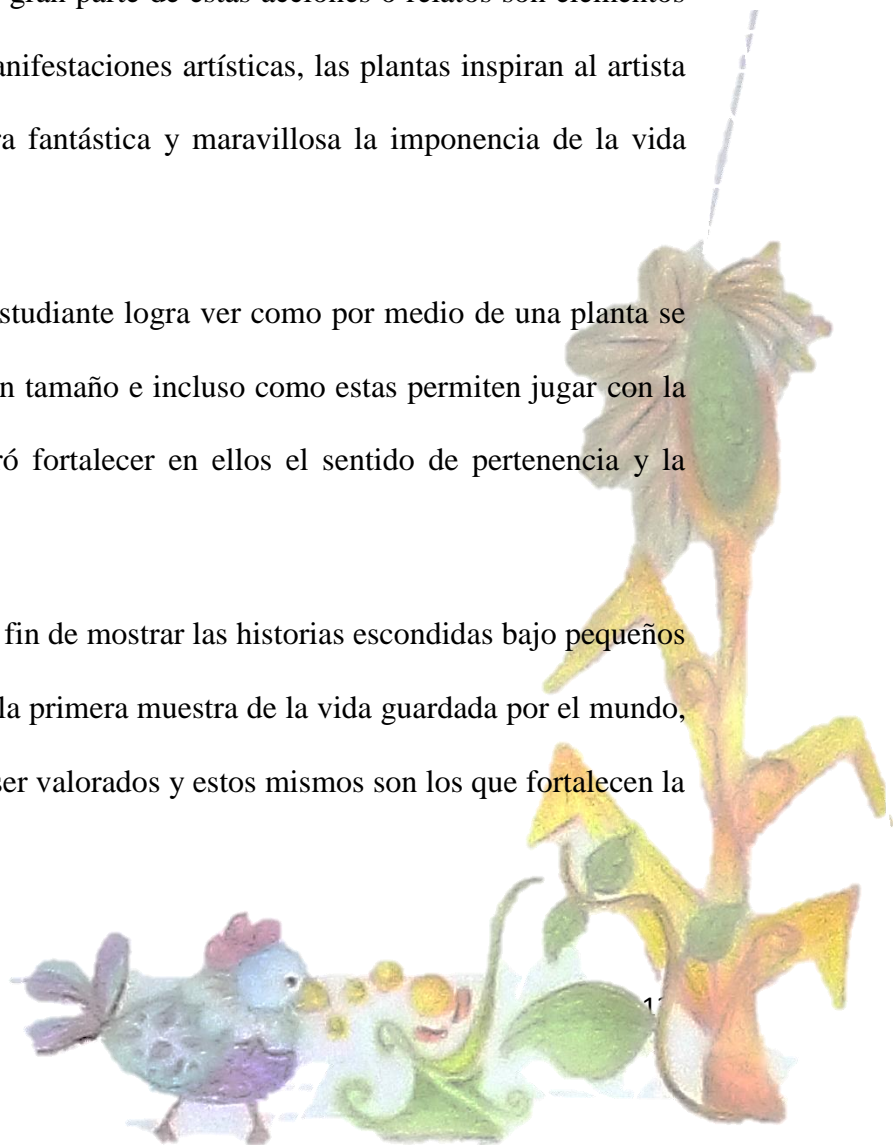 gran parte de estas acciones o relatos son elementos
anifestaciones artísticas, las plantas inspiran al artista
ra fantástica y maravillosa la imponencia de la vida
studiante logra ver como por medio de una planta se
n tamaño e incluso como estas permiten jugar con la
ró fortalecer en ellos el sentido de pertenencia y la
fin de mostrar las historias escondidas bajo pequeños
la primera muestra de la vida guardada por el mundo,
ser valorados y estos mismos son los que fortalecen la